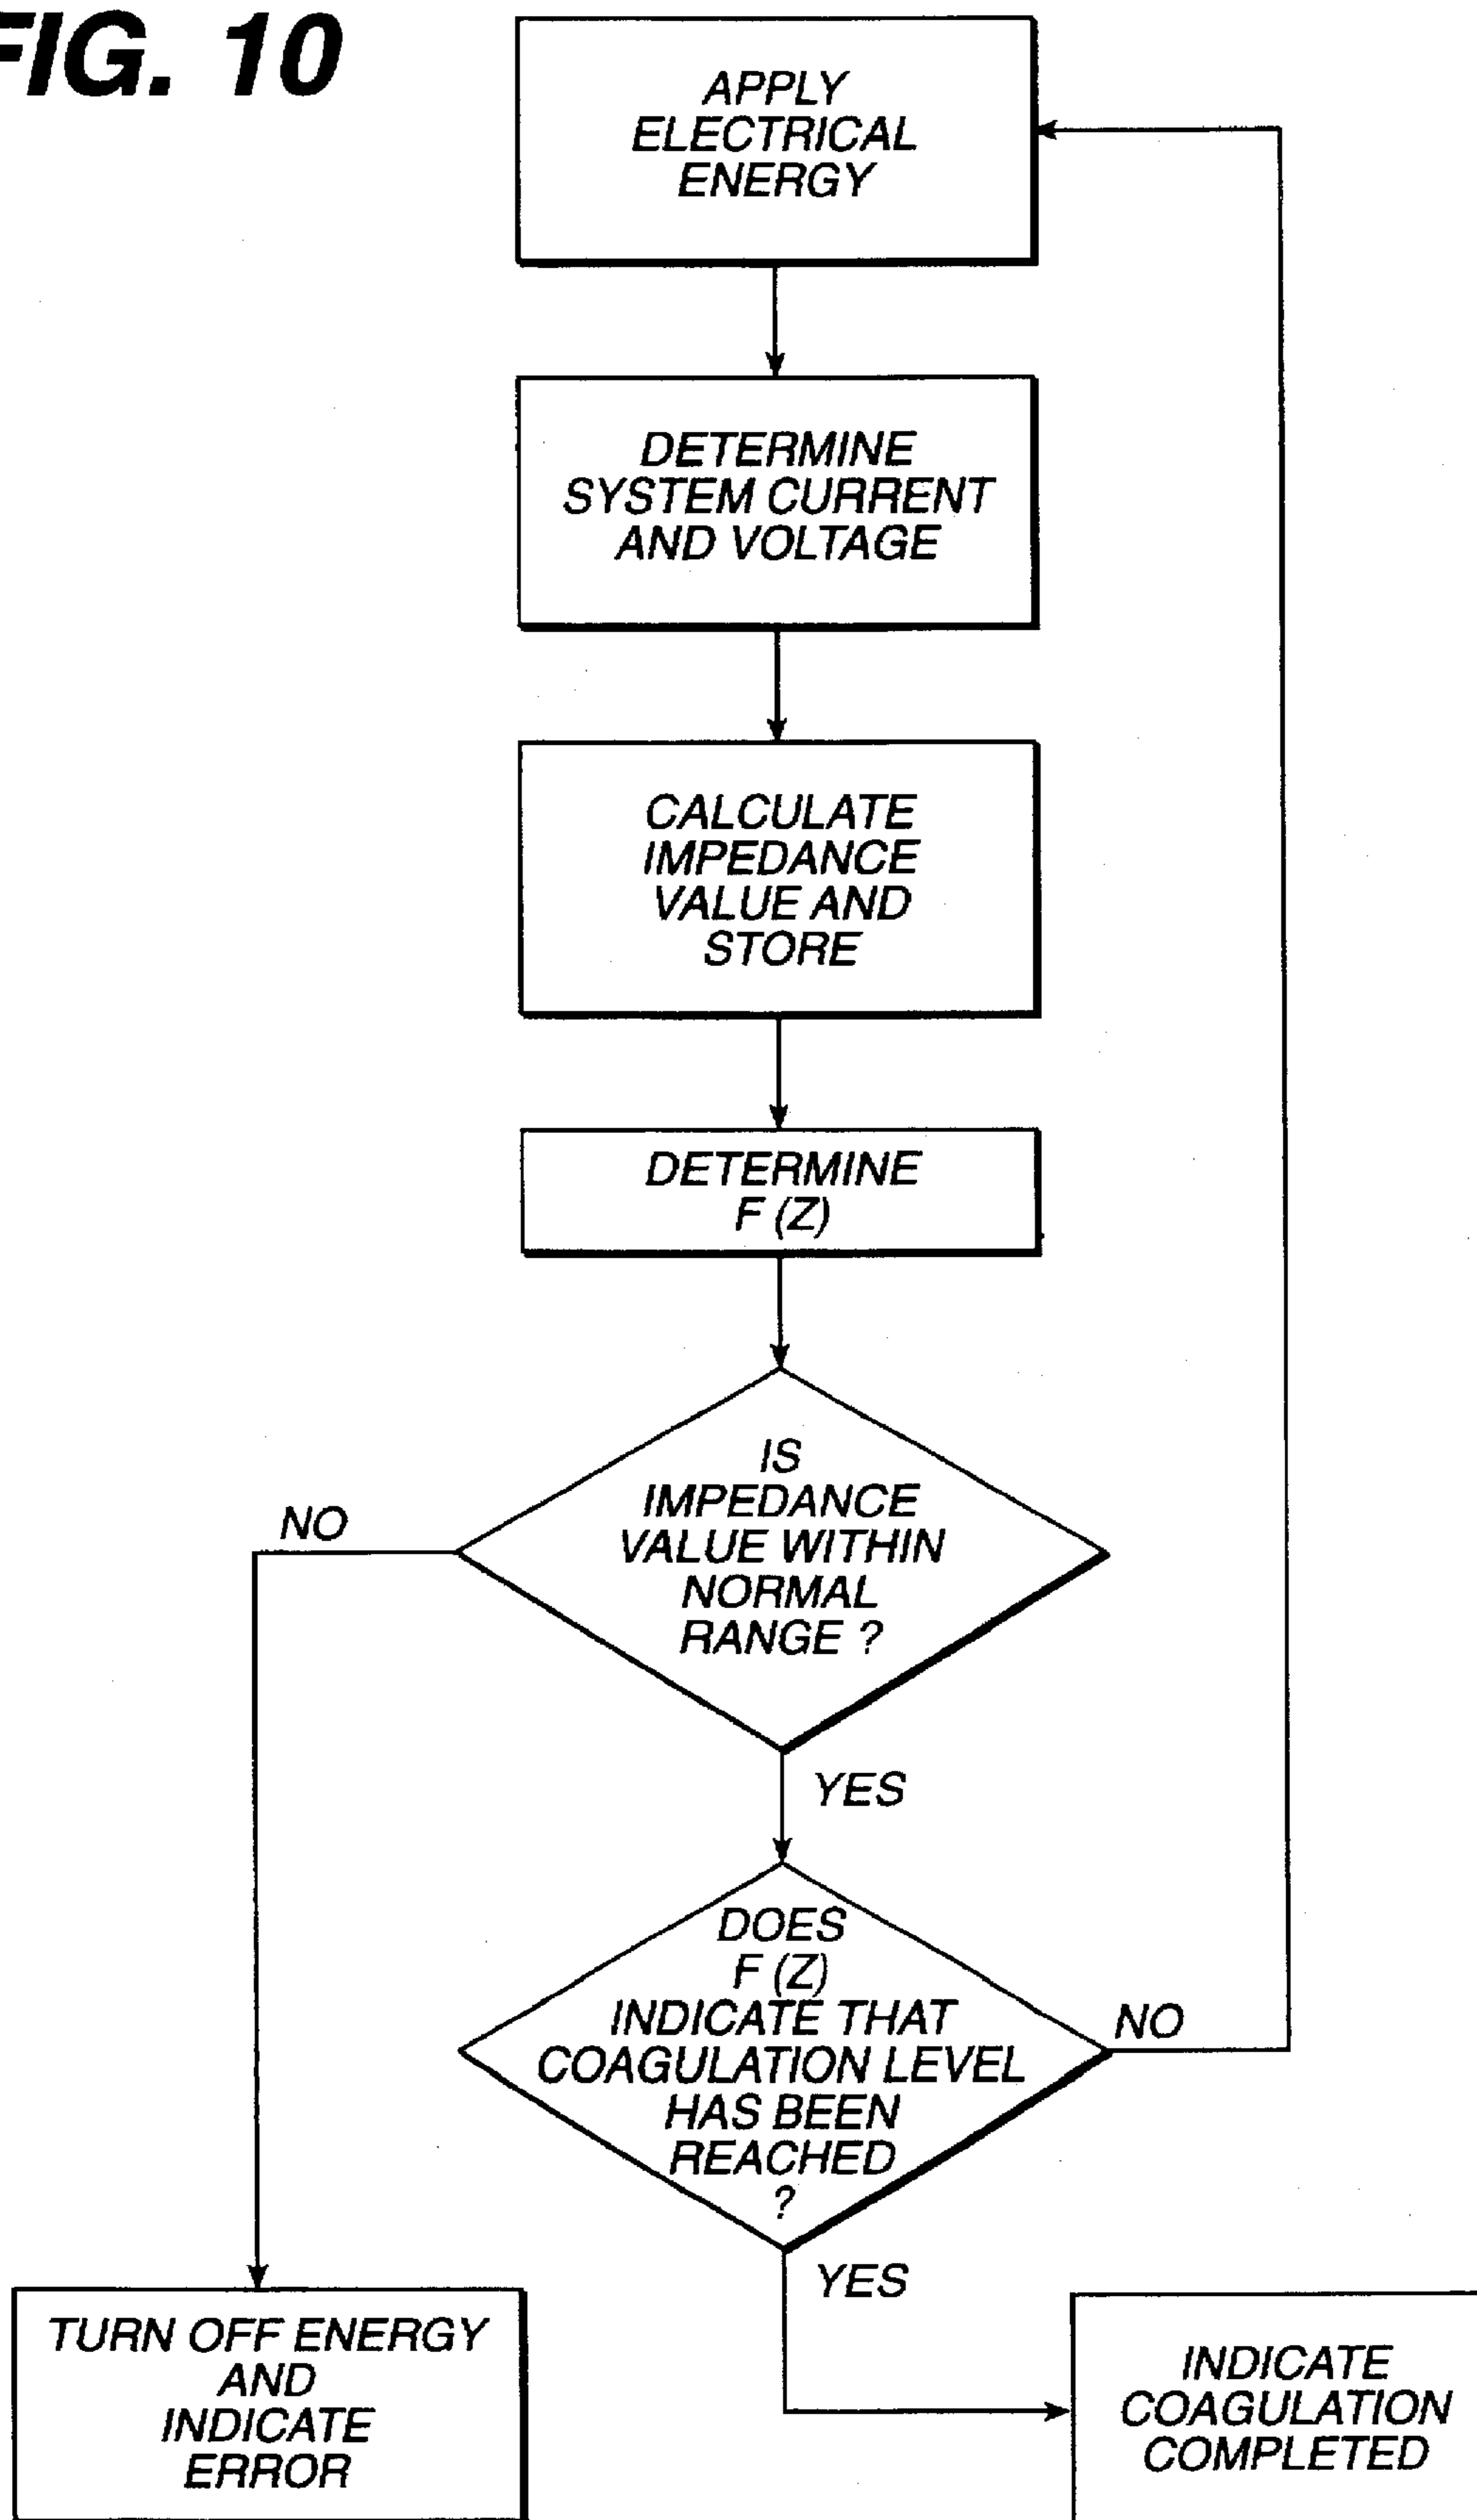 FIG. 10
APPLY
ELECTRICAL
ENERGY
DETERMINE
SYSTEM CURRENT
AND VOLTAGE
CALCULATE
IMPEDANCE
VALUE AND
STORE
DETERMINE
F (Z)
IS
IMPEDANCE
VALUE WITHIN
NORMAL
RANGE ?
NO
YES
DOES
F (Z)
INDICATE THAT
COAGULATION LEVEL
HAS BEEN
REACHED
?
NO
YES
TURN OFF ENERGY
AND
INDICATE
ERROR
INDICATE
COAGULATION
COMPLETED